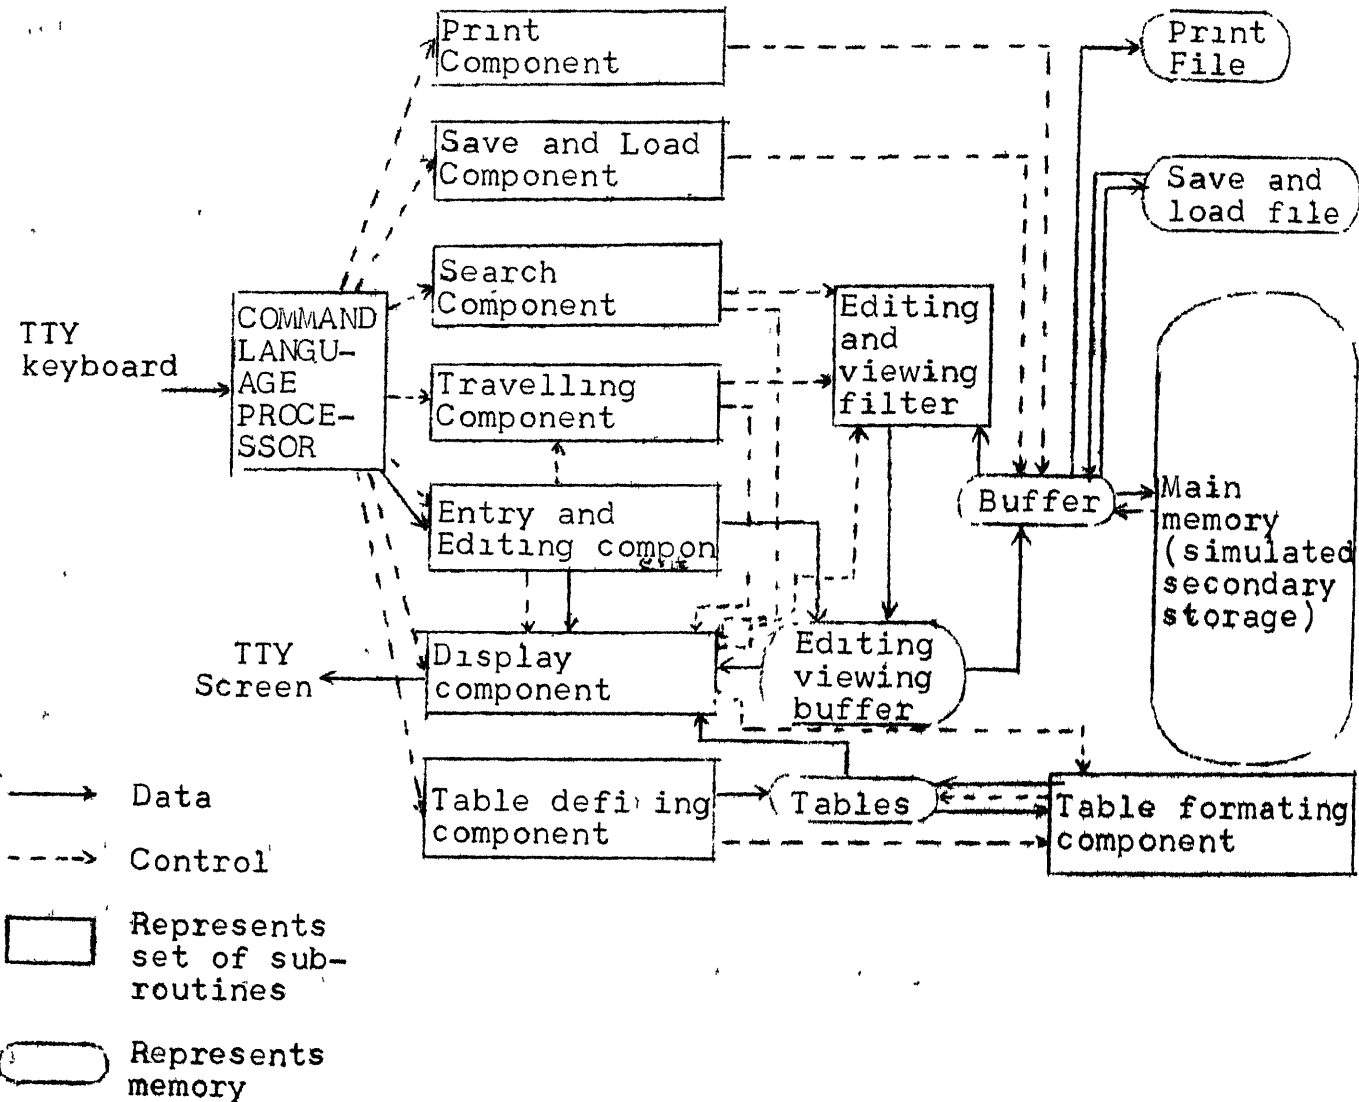 Print
Component
Print
File
Save and Load
Component
Save and
load file
Search
Component
Editing
and
viewing
filter
TTY
keyboard
COMMAND
LANGU-
AGE
PROCE-
SSOR
Travelling
Component
Entry and
Editing compon
ent
Buffer
Main
memory
(simulated
secondary
storage)
TTY
Screen
Display
component
Editing
viewing
buffer
Table defi ing
component
Tables
Table formating
component
Data
Control
Represents
set of sub-
routines
Represents
memory